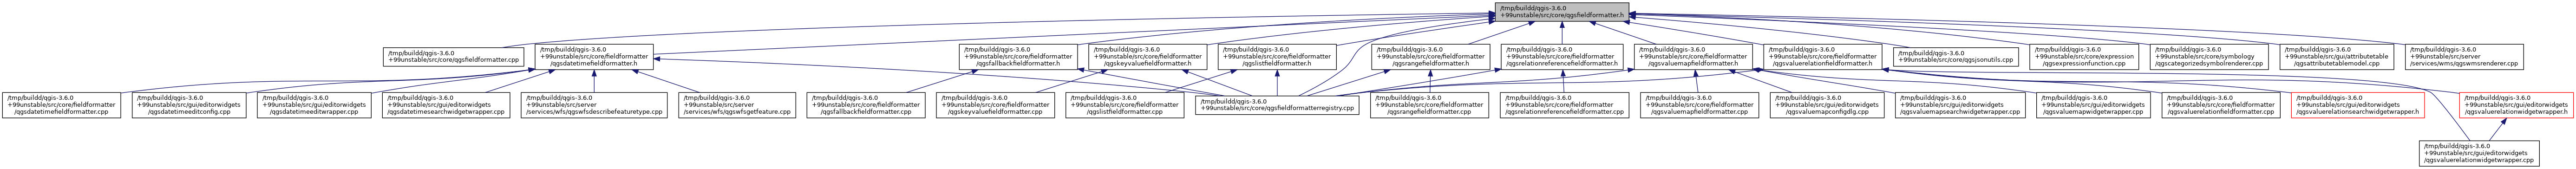 /tmp/buildd/qgis-3.6.0
+99unstable/src/core/qgsfieldformatter.h
/tmp/buildd/qgis-3.6.0
+99unstable/src/core/qgsfieldformatter.cpp
/tmp/buildd/qgis-3.6.0
+99unstable/src/core/fieldformatter
/qgsdatetimefieldformatter.h
/tmp/buildd/qgis-3.6.0
+99unstable/src/core/fieldformatter
/qgsfallbackfieldformatter.h
/tmp/buildd/qgis-3.6.0
+99unstable/src/core/fieldformatter
/qgskeyvaluefieldformatter.h
/tmp/buildd/qgis-3.6.0
+99unstable/src/core/fieldformatter
/qgslistfieldformatter.h
/tmp/buildd/qgis-3.6.0
+99unstable/src/core/fieldformatter
/qgsrangefieldformatter.h
/tmp/buildd/qgis-3.6.0
+99unstable/src/core/fieldformatter
/qgsrelationreferencefieldformatter.h
/tmp/buildd/qgis-3.6.0
+99unstable/src/core/fieldformatter
/qgsvaluemapfieldformatter.h
/tmp/buildd/qgis-3.6.0
+99unstable/src/core/fieldformatter
/qgsvaluerelationfieldformatter.h
/tmp/buildd/qgis-3.6.0
+99unstable/src/core/qgsjsonutils.cpp
/tmp/buildd/qgis-3.6.0
+99unstable/src/core/expression
/qgsexpressionfunction.cpp
/tmp/buildd/qgis-3.6.0
+99unstable/src/core/symbology
/qgscategorizedsymbolrenderer.cpp
/tmp/buildd/qgis-3.6.0
+99unstable/src/gui/attributetable
/qgsattributetablemodel.cpp
/tmp/buildd/qgis-3.6.0
+99unstable/src/server
/services/wms/qgswmsrenderer.cpp
/tmp/buildd/qgis-3.6.0
+99unstable/src/core/fieldformatter
/qgsdatetimefieldformatter.cpp
/tmp/buildd/qgis-3.6.0
+99unstable/src/gui/editorwidgets
/qgsdatetimeeditconfig.cpp
/tmp/buildd/qgis-3.6.0
+99unstable/src/gui/editorwidgets
/qgsdatetimeeditwrapper.cpp
/tmp/buildd/qgis-3.6.0
+99unstable/src/gui/editorwidgets
/qgsdatetimesearchwidgetwrapper.cpp
/tmp/buildd/qgis-3.6.0
+99unstable/src/server
/services/wfs/qgswfsdescribefeaturetype.cpp
/tmp/buildd/qgis-3.6.0
+99unstable/src/server
/services/wfs/qgswfsgetfeature.cpp
/tmp/buildd/qgis-3.6.0
+99unstable/src/core/fieldformatter
/qgsfallbackfieldformatter.cpp
/tmp/buildd/qgis-3.6.0
+99unstable/src/core/fieldformatter
/qgskeyvaluefieldformatter.cpp
/tmp/buildd/qgis-3.6.0
+99unstable/src/core/fieldformatter
/qgslistfieldformatter.cpp
/tmp/buildd/qgis-3.6.0
+99unstable/src/core/qgsfieldformatterregistry.cpp
/tmp/buildd/qgis-3.6.0
+99unstable/src/core/fieldformatter
/qgsrangefieldformatter.cpp
/tmp/buildd/qgis-3.6.0
+99unstable/src/core/fieldformatter
/qgsrelationreferencefieldformatter.cpp
/tmp/buildd/qgis-3.6.0
+99unstable/src/core/fieldformatter
/qgsvaluemapfieldformatter.cpp
/tmp/buildd/qgis-3.6.0
+99unstable/src/gui/editorwidgets
/qgsvaluemapconfigdlg.cpp
/tmp/buildd/qgis-3.6.0
+99unstable/src/gui/editorwidgets
/qgsvaluemapsearchwidgetwrapper.cpp
/tmp/buildd/qgis-3.6.0
+99unstable/src/gui/editorwidgets
/qgsvaluemapwidgetwrapper.cpp
/tmp/buildd/qgis-3.6.0
+99unstable/src/core/fieldformatter
/qgsvaluerelationfieldformatter.cpp
/tmp/buildd/qgis-3.6.0
+99unstable/src/gui/editorwidgets
/qgsvaluerelationsearchwidgetwrapper.h
/tmp/buildd/qgis-3.6.0
+99unstable/src/gui/editorwidgets
/qgsvaluerelationwidgetwrapper.h
/tmp/buildd/qgis-3.6.0
+99unstable/src/gui/editorwidgets
/qgsvaluerelationwidgetwrapper.cpp